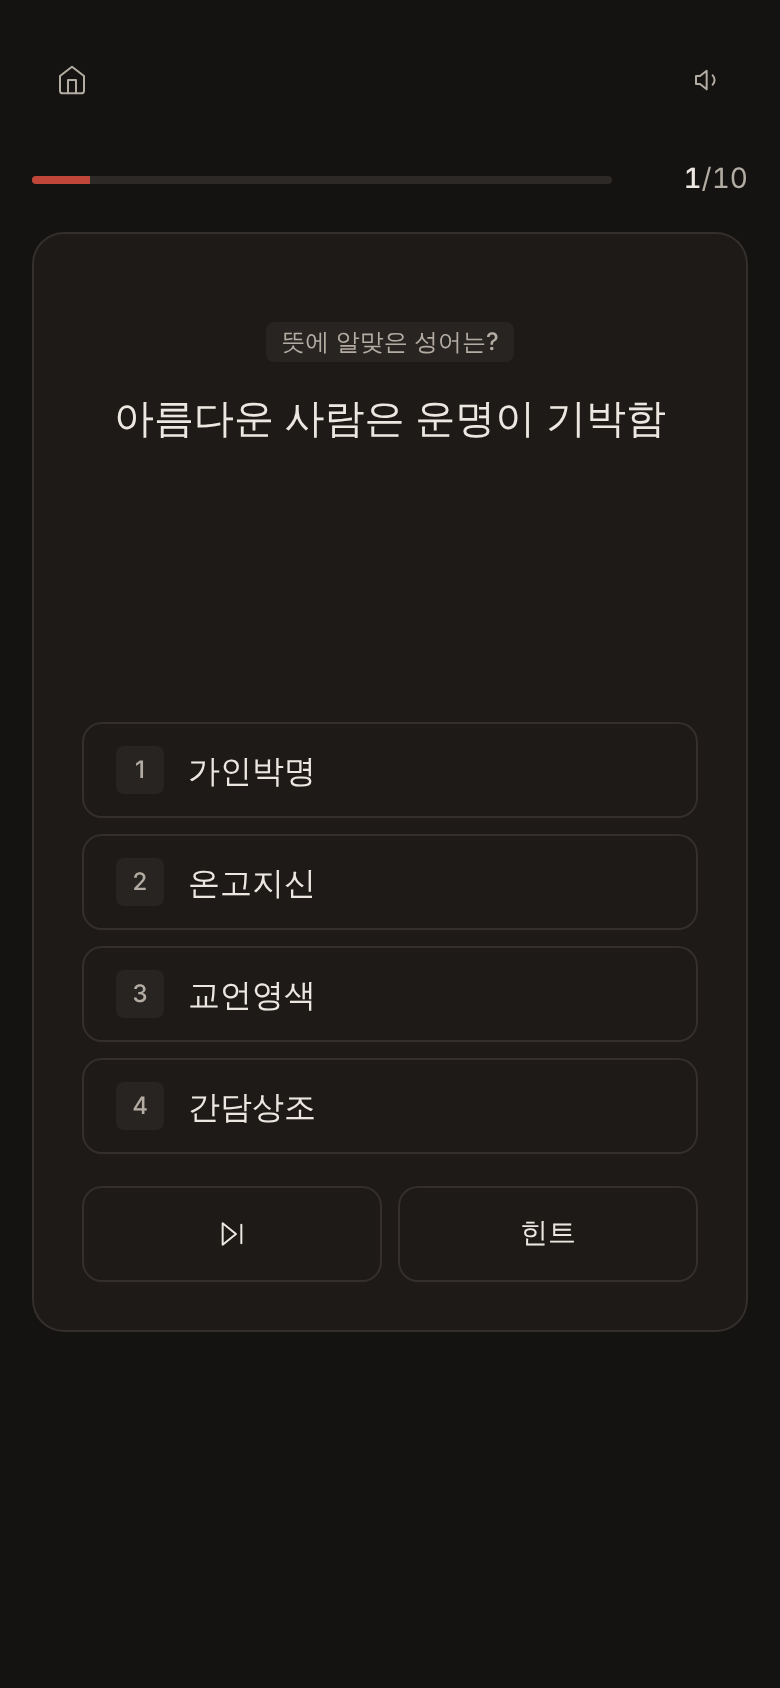 1/10
뜻에 알맞은 성어는?
아름다운 사람은 운명이 기박함
1 가인박명
2 온고지신
3 교언영색
4 간담상조
힌트